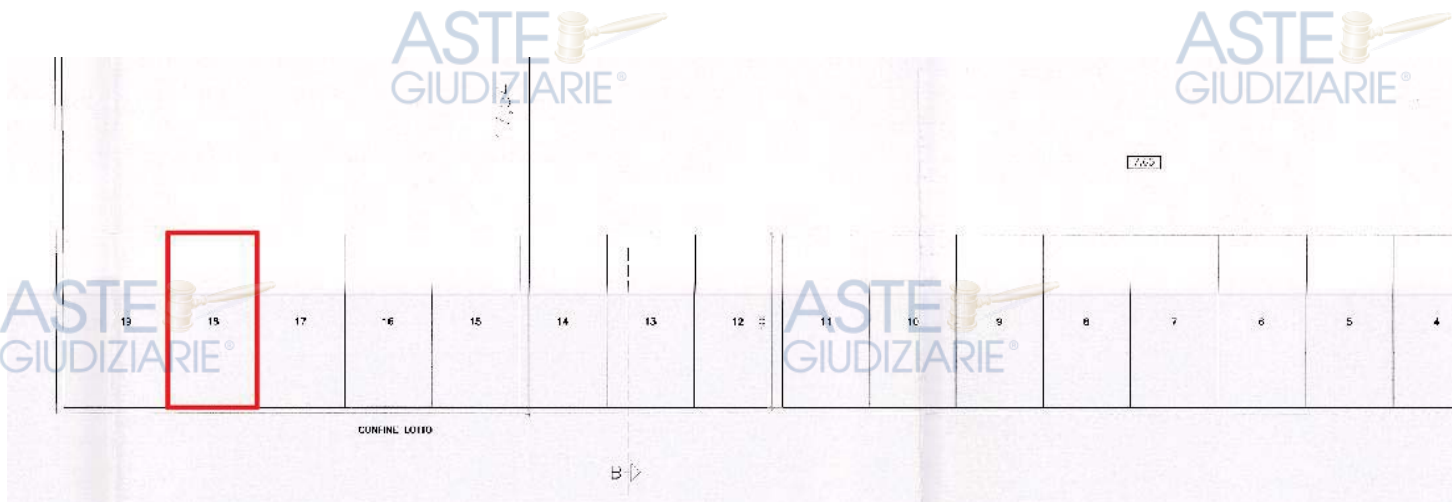 ASTE
GIUDIZIARIE®
ASTE
GIUDIZIARIE®
7.65
19 18 17 16 15 14 13 12 11 10 9 8 7 6 5 4
ASTE
GIUDIZIARIE®
ASTE
GIUDIZIARIE®
CONFINE LOTTO
B